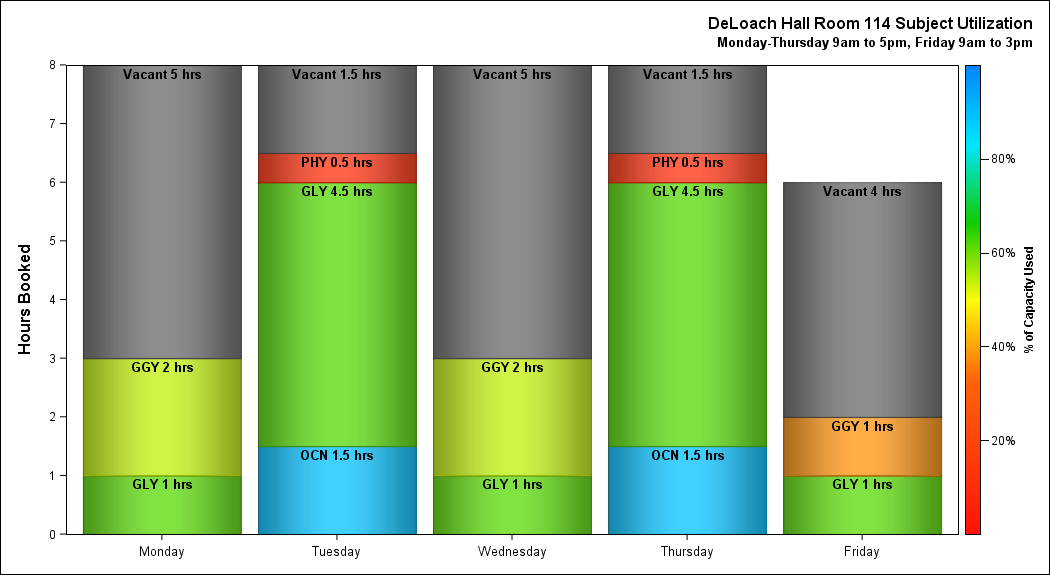 DeLoach Hall Room 114 Subject Utilization
Monday-Thursday 9am to 5pm, Friday 9am to 3pm
8
7
6
5
4
3
2
1
0
Hours Booked
Vacant 5 hrs
GGY 2 hrs
GLY 1 hrs
Vacant 1.5 hrs
PHY 0.5 hrs
GLY 4.5 hrs
OCN 1.5 hrs
Vacant 5 hrs
GGY 2 hrs
GLY 1 hrs
Vacant 1.5 hrs
PHY 0.5 hrs
GLY 4.5 hrs
OCN 1.5 hrs
Vacant 4 hrs
GGY 1 hrs
GLY 1 hrs
Monday
Tuesday
Wednesday
Thursday
Friday
80%
60%
40%
20%
% of Capacity Used